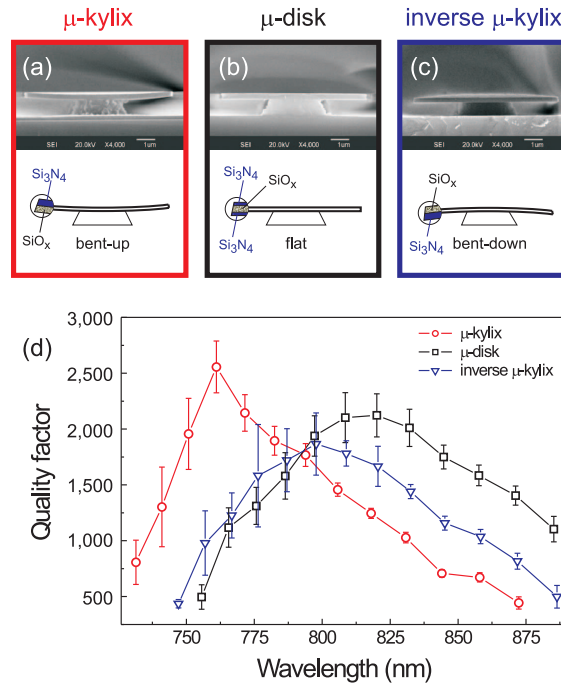 μ-kylix
μ-disk
inverse μ-kylix
(a)
(b)
(c)
SEI 20.0kV X4,000 1um
SEI 20.0kV X4,000 1um
SEI 20.0kV X4,000 1um
Si3N4
SiOx
bent-up
SiOx
Si3N4
flat
SiOx
Si3N4
bent-down
(d)
μ-kylix
μ-disk
inverse μ-kylix
3,000
2,500
2,000
1,500
1,000
500
Quality factor
750 775 800 825 850 875
Wavelength (nm)